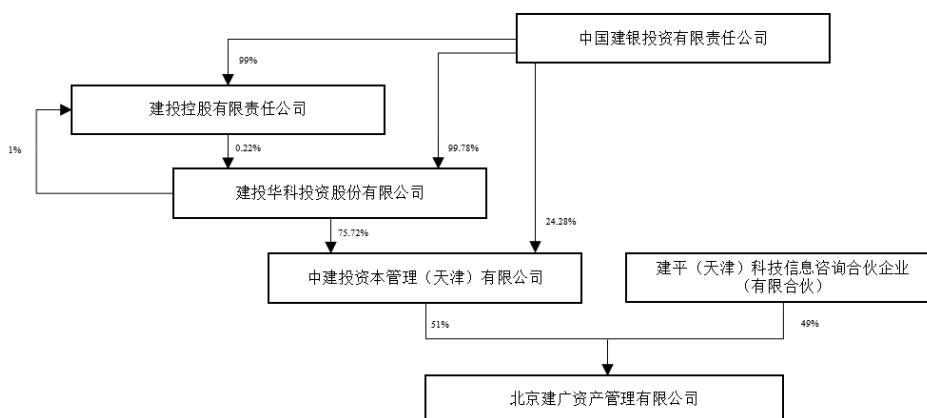 中国建银投资有限责任公司
99%
建投控股有限责任公司
1%
0.22%
99.78%
建投华科投资股份有限公司
75.72%
24.28%
中建投资本管理（天津）有限公司
建平（天津）科技信息咨询合伙企业
（有限合伙）
51%
49%
北京建广资产管理有限公司